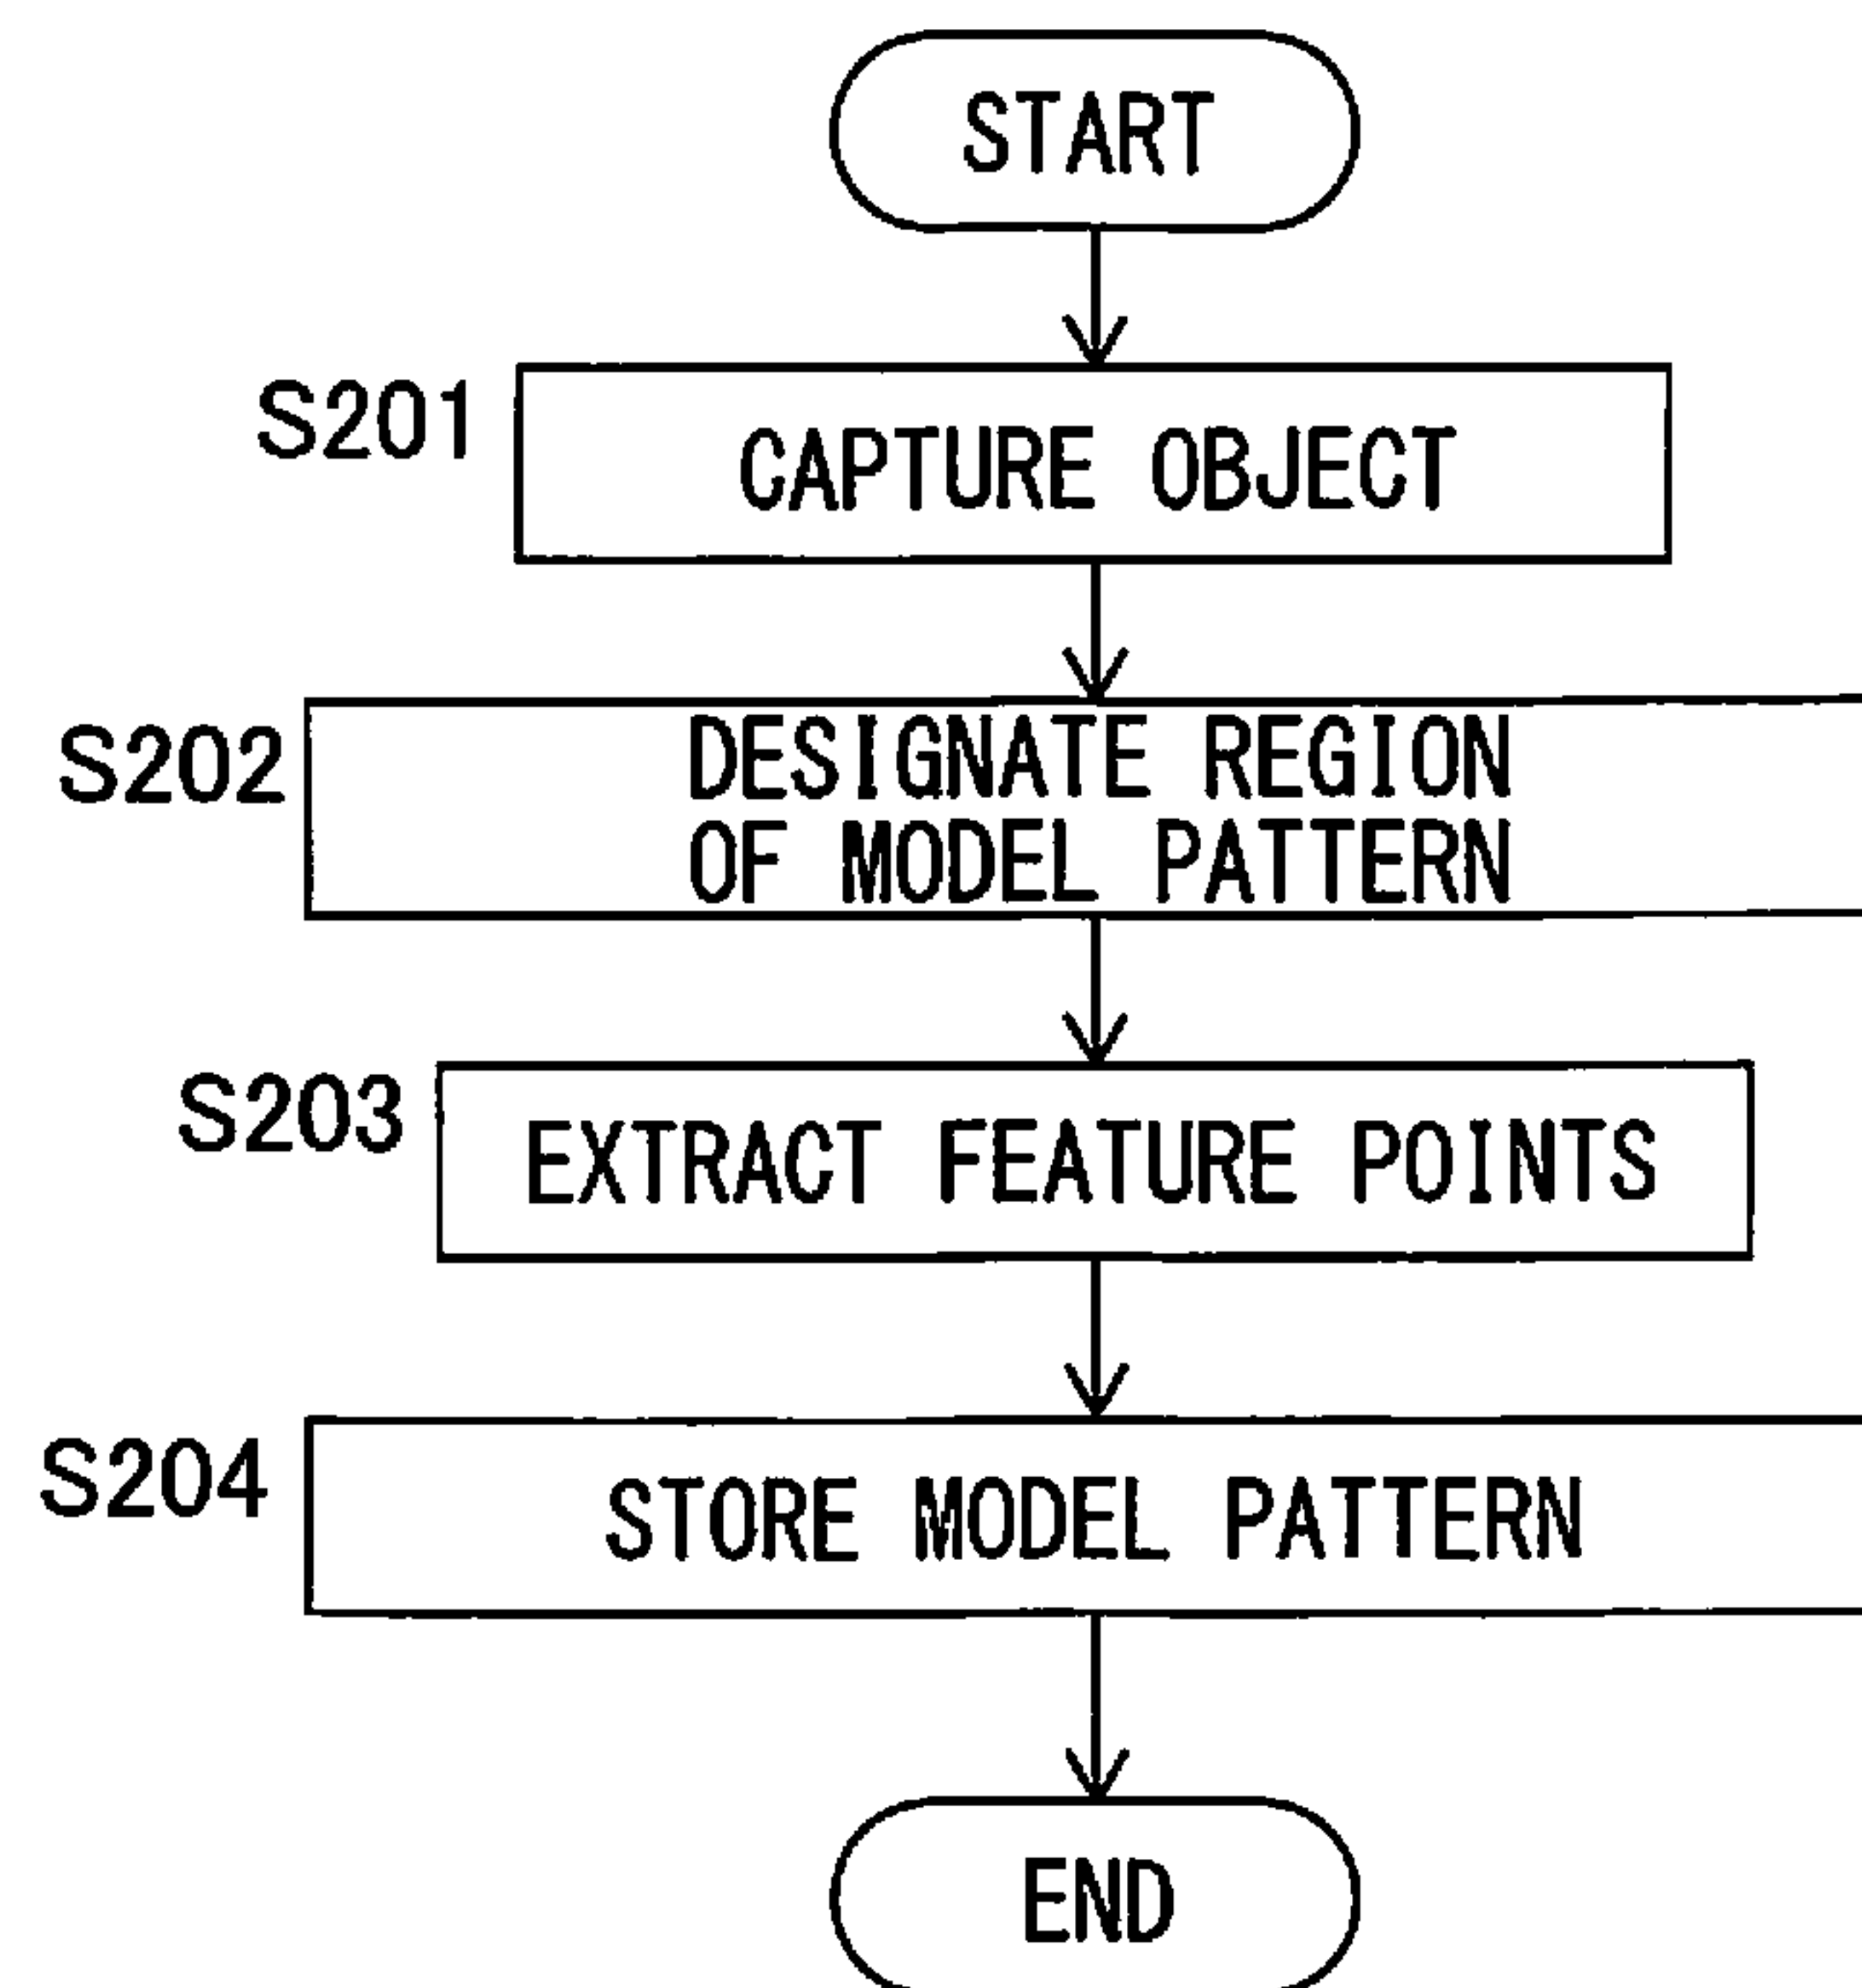 START
S201
CAPTURE OBJECT
S202
DESIGNATE REGION
OF MODEL PATTERN
S203
EXTRACT FEATURE POINTS
S204
STORE MODEL PATTERN
END